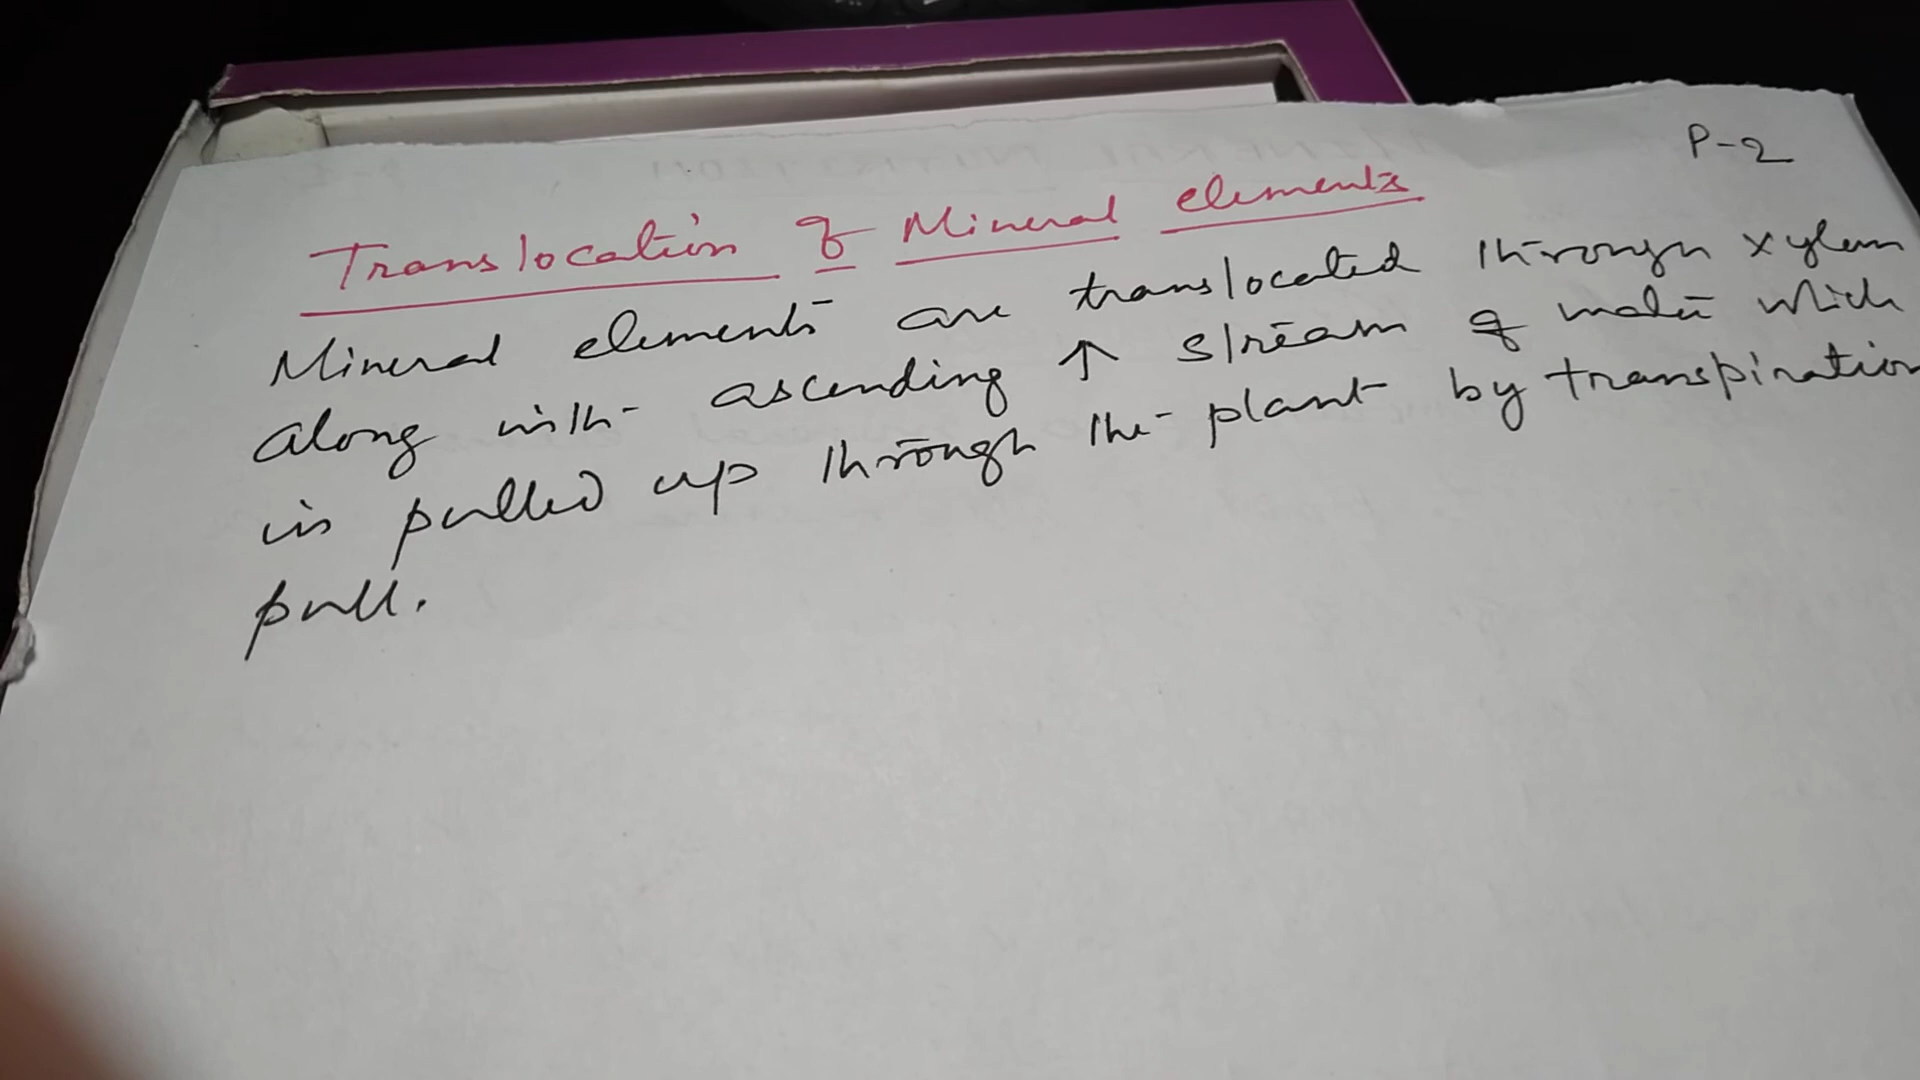 P-2
Translocation of Mineral elements
Mineral elements are translocated through xylem
along with ascending ↑ stream of water which
is pulled up through the plant by transpiration
pull.